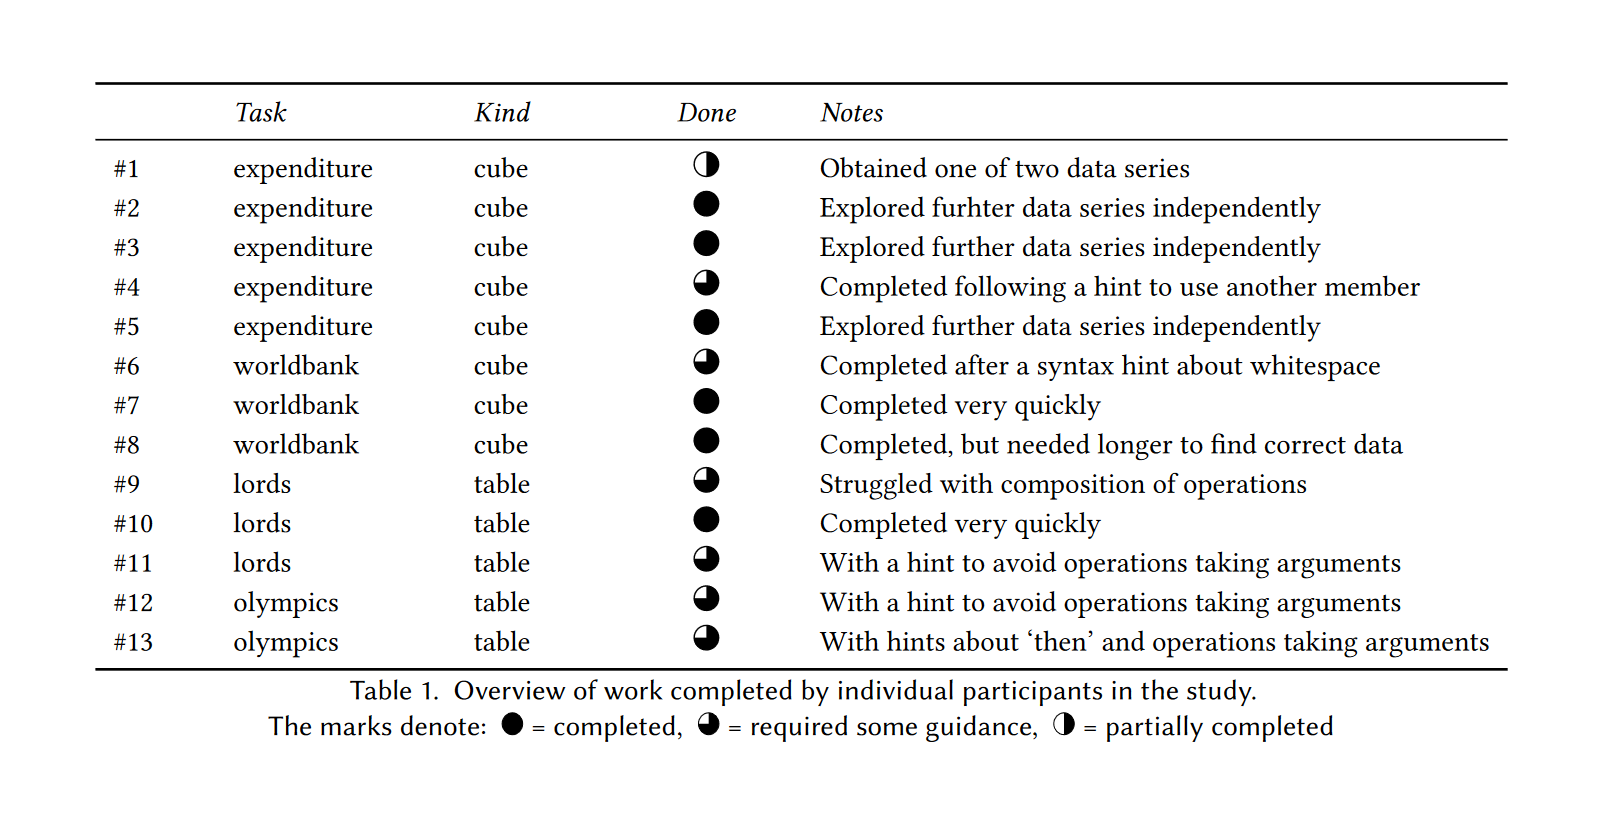 Task Kind Done Notes
#1 expenditure cube ◑ Obtained one of two data series
#2 expenditure cube ● Explored furhter data series independently
#3 expenditure cube ● Explored further data series independently
#4 expenditure cube ◕ Completed following a hint to use another member
#5 expenditure cube ● Explored further data series independently
#6 worldbank cube ◕ Completed after a syntax hint about whitespace
#7 worldbank cube ● Completed very quickly
#8 worldbank cube ● Completed, but needed longer to find correct data
#9 lords table ◕ Struggled with composition of operations
#10 lords table ● Completed very quickly
#11 lords table ◕ With a hint to avoid operations taking arguments
#12 olympics table ◕ With a hint to avoid operations taking arguments
#13 olympics table ◕ With hints about ‘then’ and operations taking arguments
Table 1. Overview of work completed by individual participants in the study.
The marks denote: ● = completed, ◕ = required some guidance, ◑ = partially completed